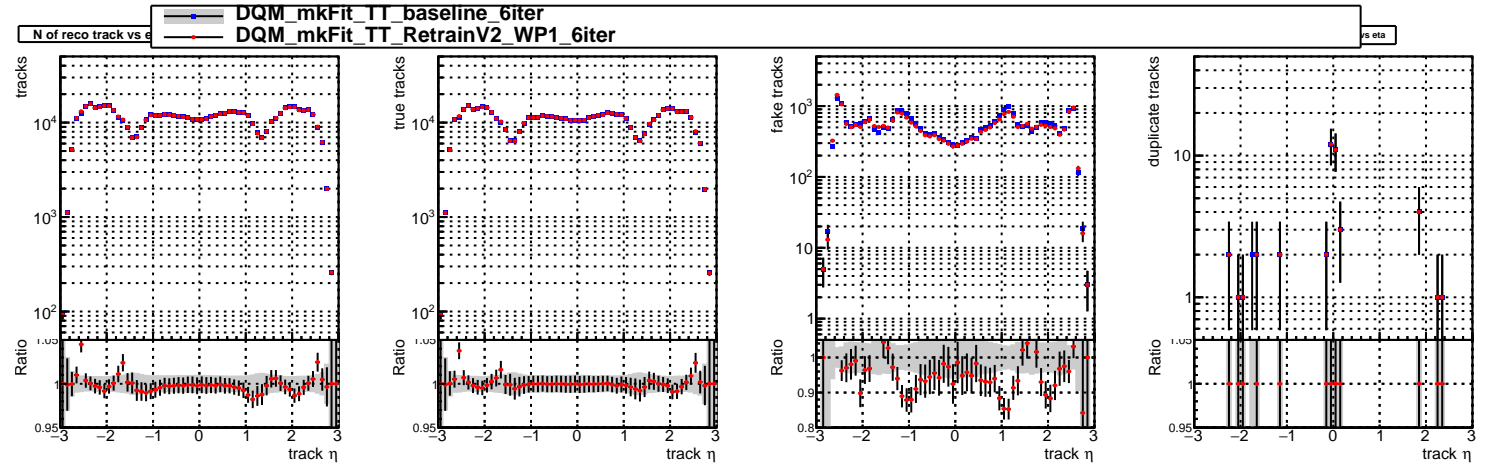 DQM_mkFit_TT_baseline_6iter
DQM_mkFit_TT_RetrainV2_WP1_6iter
N of reco track vs e
vs eta
tracks
10^4
10^3
10^2
Ratio
1.05
1
0.95
−3 −2 −1 0 1 2 3
track η
true tracks
10^4
10^3
10^2
Ratio
1.05
1
0.95
−3 −2 −1 0 1 2 3
track η
fake tracks
10^3
10^2
10
1
Ratio
1
0.9
0.8
−3 −2 −1 0 1 2 3
track η
duplicate tracks
10
1
Ratio
1.05
1
0.95
−3 −2 −1 0 1 2 3
track η